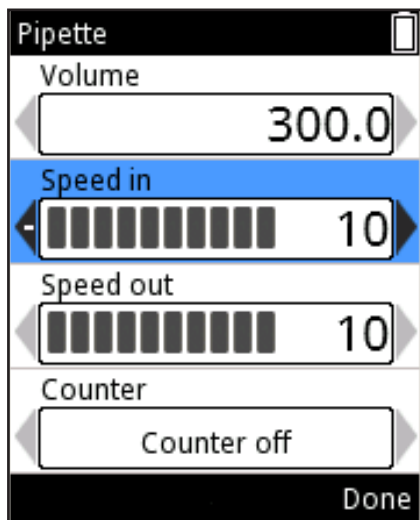 Pipette
Volume
300.0
Speed in
- 10
Speed out
10
Counter
Counter off
Done